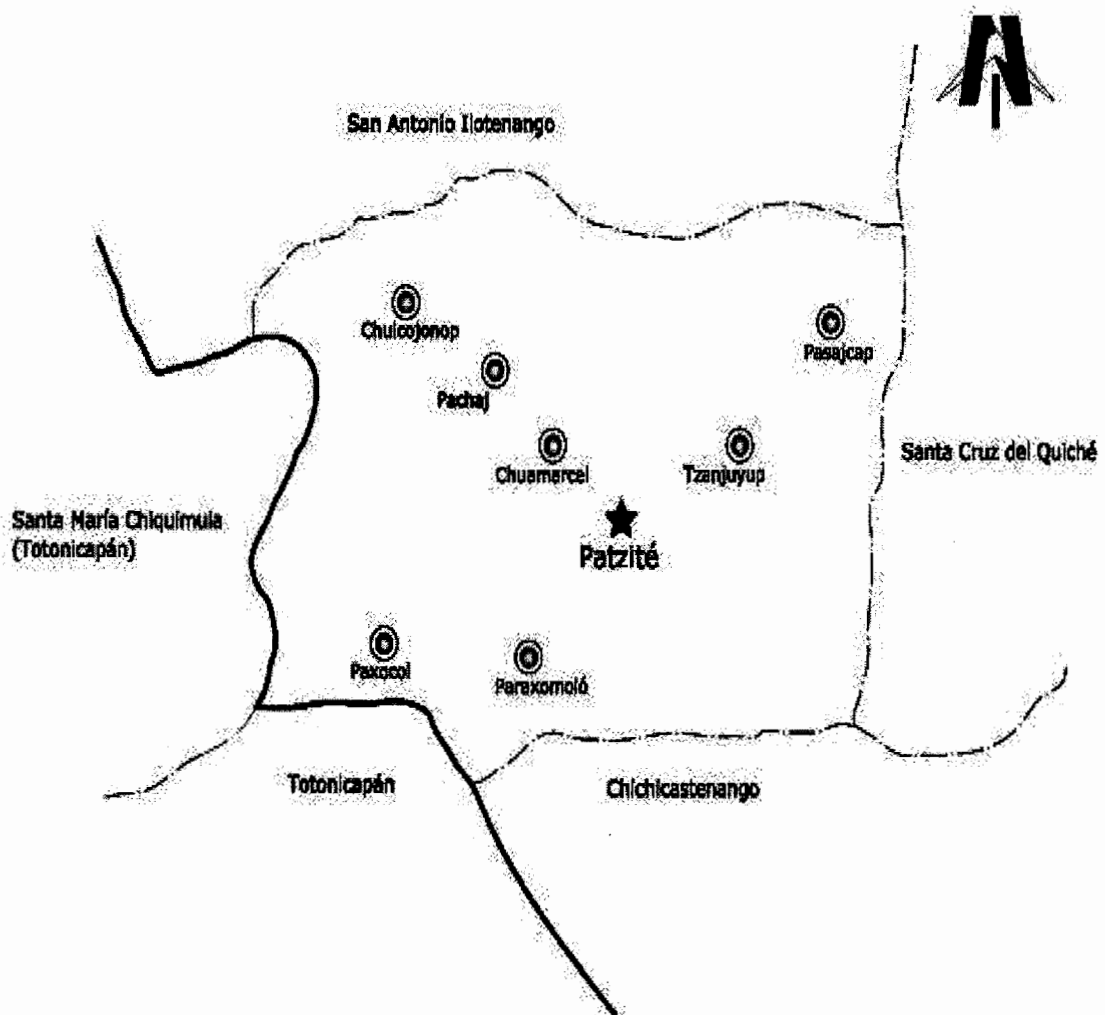 N
San Antonio Ilotenango
Chuicojonop
Pasajcap
Pachaj
Chuamarcel
Tzanjuyup
Santa Cruz del Quiché
Santa María Chiquimula
(Totonicapán)
Patzité
Paxocol
Paraxomoló
Totonicapán
Chichicastenango